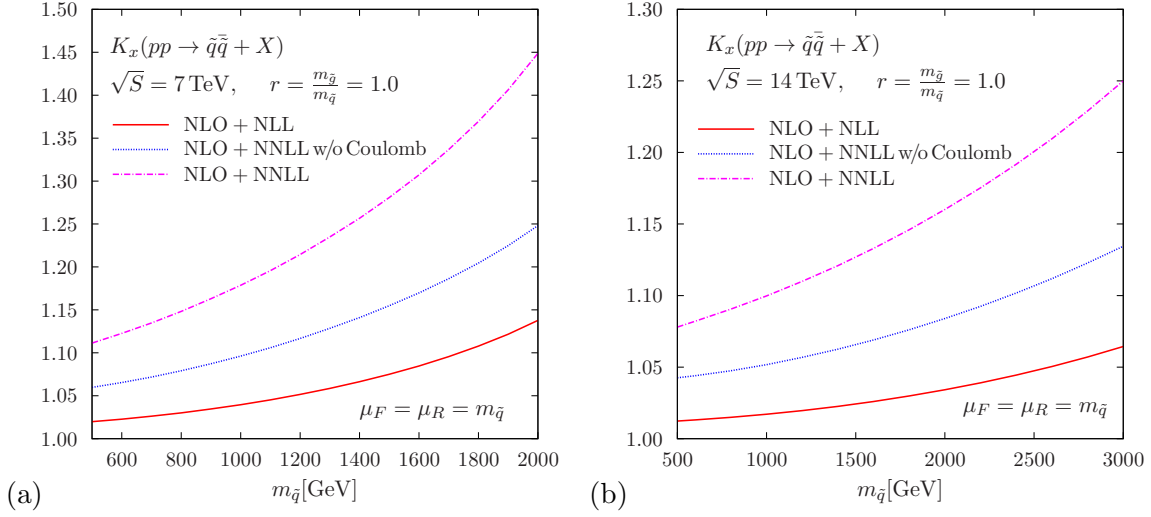 K_x(pp → q̃q̃̄ + X)
√S = 7 TeV, r = m_g̃/m_q̃ = 1.0
NLO + NLL
NLO + NNLL w/o Coulomb
NLO + NNLL
1.50
1.45
1.40
1.35
1.30
1.25
1.20
1.15
1.10
1.05
1.00
μ_F = μ_R = m_q̃
600 800 1000 1200 1400 1600 1800 2000
m_q̃[GeV]
(a)
K_x(pp → q̃q̃̄ + X)
√S = 14 TeV, r = m_g̃/m_q̃ = 1.0
NLO + NLL
NLO + NNLL w/o Coulomb
NLO + NNLL
1.30
1.25
1.20
1.15
1.10
1.05
1.00
μ_F = μ_R = m_q̃
500 1000 1500 2000 2500 3000
m_q̃[GeV]
(b)